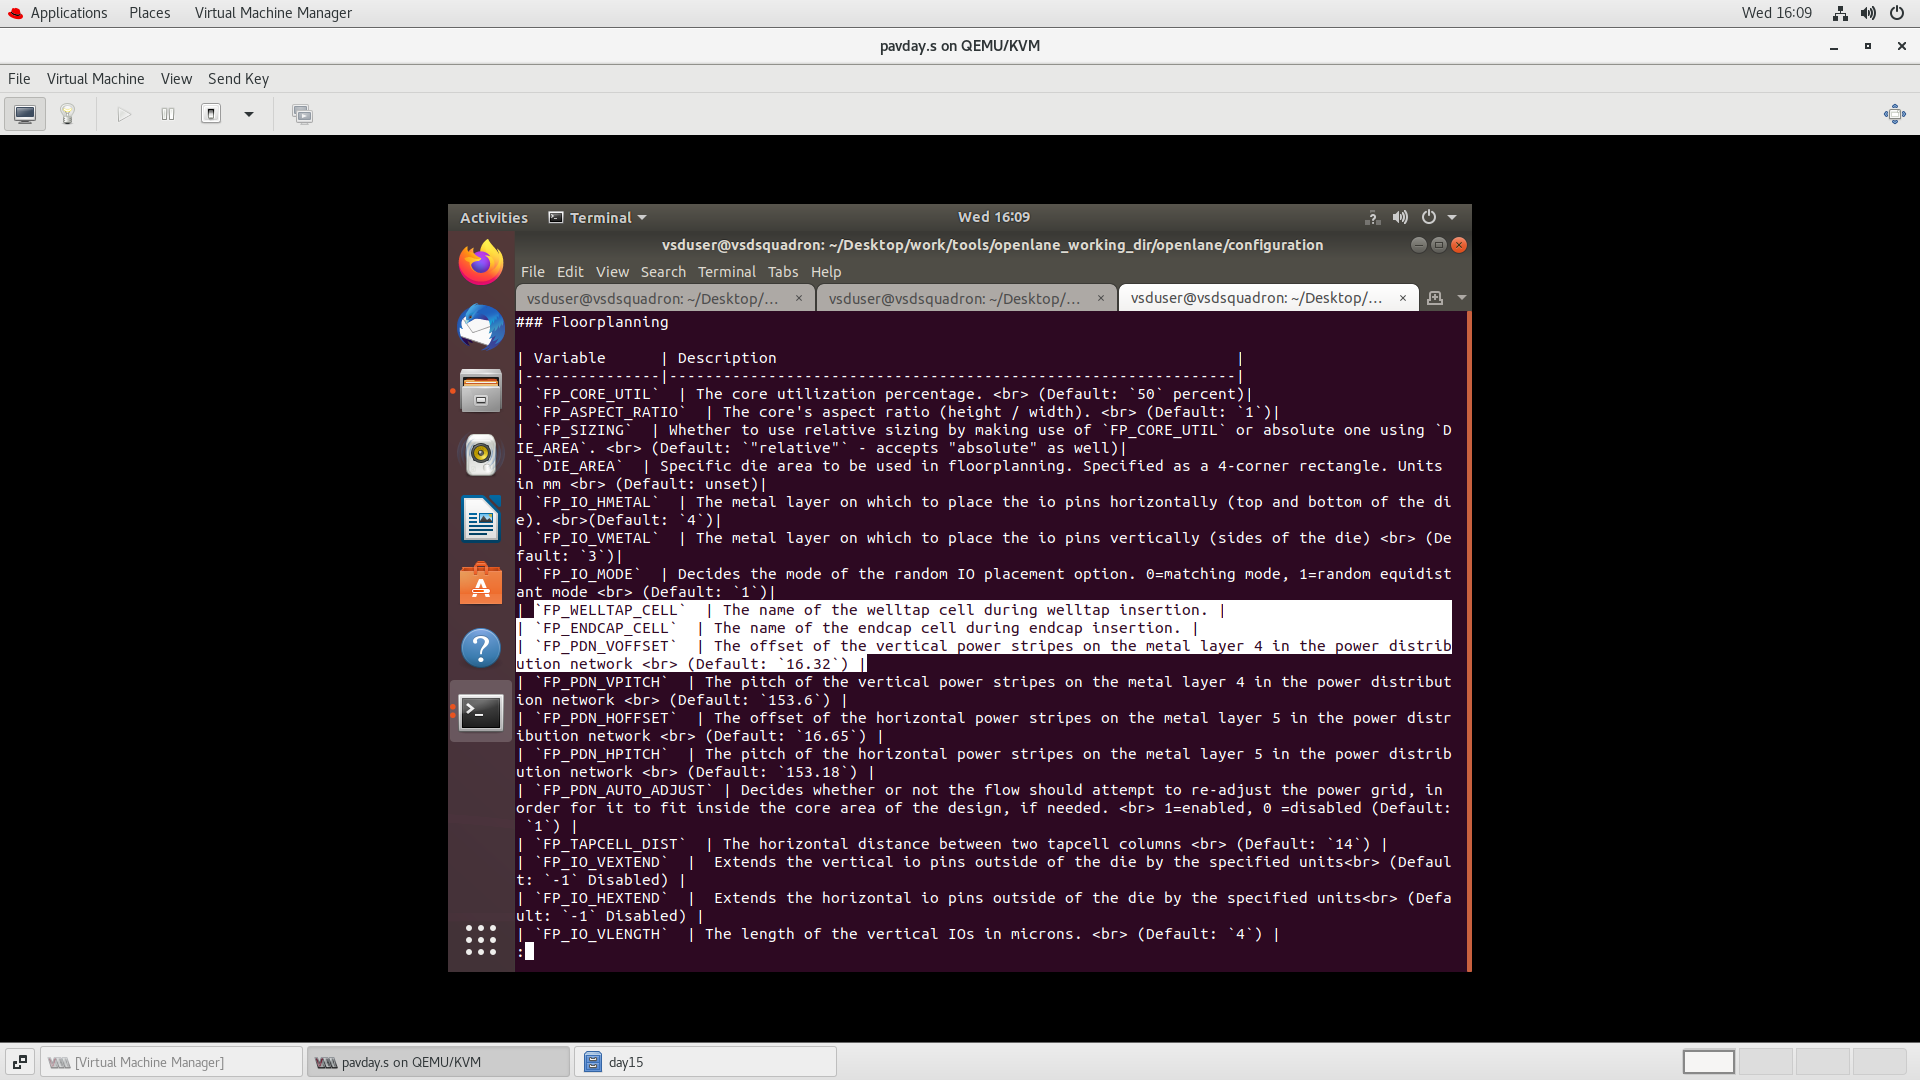 Applications Places Virtual Machine Manager Wed 16:09
pavday.s on QEMU/KVM
File Virtual Machine View Send Key
Activities Terminal Wed 16:09
vsduser@vsdsquadron: ~/Desktop/work/tools/openlane_working_dir/openlane/configuration
File Edit View Search Terminal Tabs Help
vsduser@vsdsquadron: ~/Desktop/... × vsduser@vsdsquadron: ~/Desktop/... × vsduser@vsdsquadron: ~/Desktop/... ×
### Floorplanning
| Variable      | Description                                                   |
|---------------|---------------------------------------------------------------|
| `FP_CORE_UTIL`  | The core utilization percentage. <br> (Default: `50` percent)|
| `FP_ASPECT_RATIO`  | The core's aspect ratio (height / width). <br> (Default: `1`)|
| `FP_SIZING`  | Whether to use relative sizing by making use of `FP_CORE_UTIL` or absolute one using `D
IE_AREA`. <br> (Default: `"relative"` - accepts "absolute" as well)|
| `DIE_AREA`  | Specific die area to be used in floorplanning. Specified as a 4-corner rectangle. Units
in mm <br> (Default: unset)|
| `FP_IO_HMETAL`  | The metal layer on which to place the io pins horizontally (top and bottom of the di
e). <br>(Default: `4`)|
| `FP_IO_VMETAL`  | The metal layer on which to place the io pins vertically (sides of the die) <br> (De
fault: `3`)|
| `FP_IO_MODE`  | Decides the mode of the random IO placement option. 0=matching mode, 1=random equidist
ant mode <br> (Default: `1`)|
| `FP_WELLTAP_CELL`  | The name of the welltap cell during welltap insertion. |
| `FP_ENDCAP_CELL`  | The name of the endcap cell during endcap insertion. |
| `FP_PDN_VOFFSET`  | The offset of the vertical power stripes on the metal layer 4 in the power distrib
ution network <br> (Default: `16.32`) |
| `FP_PDN_VPITCH`  | The pitch of the vertical power stripes on the metal layer 4 in the power distribut
ion network <br> (Default: `153.6`) |
| `FP_PDN_HOFFSET`  | The offset of the horizontal power stripes on the metal layer 5 in the power distr
ibution network <br> (Default: `16.65`) |
| `FP_PDN_HPITCH`  | The pitch of the horizontal power stripes on the metal layer 5 in the power distrib
ution network <br> (Default: `153.18`) |
| `FP_PDN_AUTO_ADJUST` | Decides whether or not the flow should attempt to re-adjust the power grid, in
order for it to fit inside the core area of the design, if needed. <br> 1=enabled, 0 =disabled (Default:
 `1`) |
| `FP_TAPCELL_DIST`  | The horizontal distance between two tapcell columns <br> (Default: `14`) |
| `FP_IO_VEXTEND`  |  Extends the vertical io pins outside of the die by the specified units<br> (Defaul
t: `-1` Disabled) |
| `FP_IO_HEXTEND`  |  Extends the horizontal io pins outside of the die by the specified units<br> (Defa
ult: `-1` Disabled) |
| `FP_IO_VLENGTH`  | The length of the vertical IOs in microns. <br> (Default: `4`) |
:
[Virtual Machine Manager] pavday.s on QEMU/KVM day15